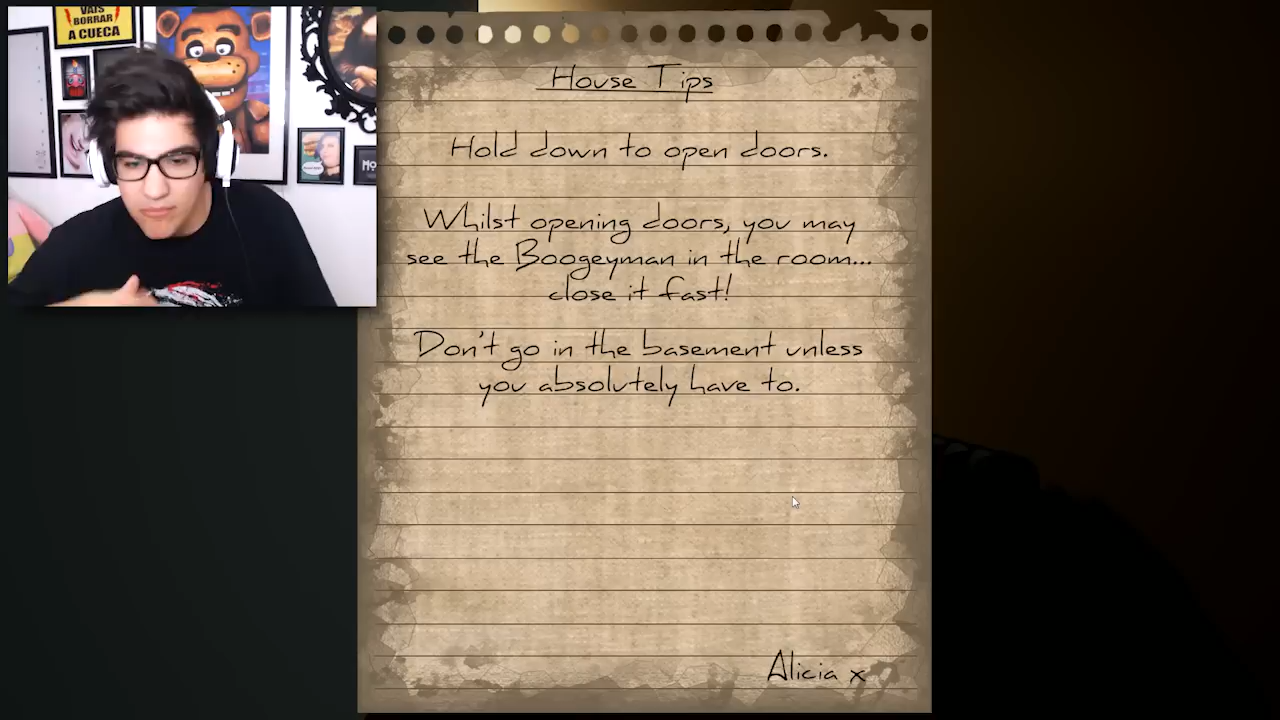 VAIS
BORRAR
A CUECA
House Tips
Hold down to open doors.
Whilst opening doors, you may
see the Boogeyman in the room...
close it fast!
Don't go in the basement unless
you absolutely have to.
Alicia x